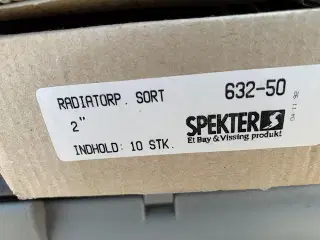 RADIATORP. SORT 632-50
2"
SPEKTER
Et Bay & Vissing produkt
INDHOLD: 10 STK.